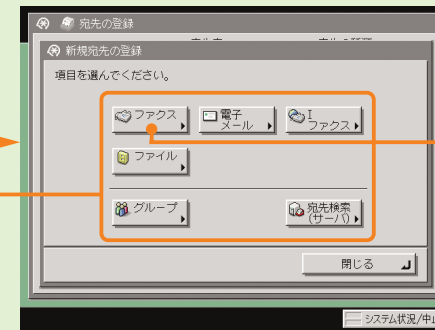 宛先の登録
新規宛先の登録
項目を選んでください。
ファクス
電子
メール
I
ファクス
ファイル
グループ
宛先検索
(サーバ)
閉じる
システム状況/中止